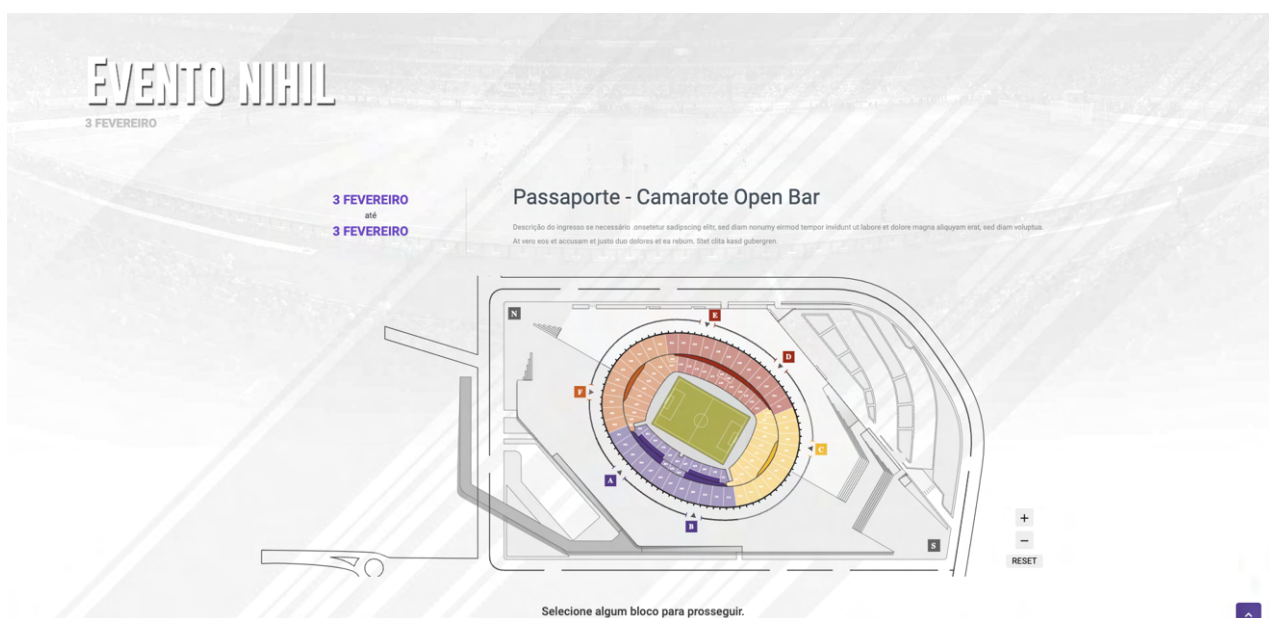 EVENTO NIHIL
3 FEVEREIRO
3 FEVEREIRO
até
3 FEVEREIRO
Passaporte - Camarote Open Bar
Descrição do ingresso se necessário .onsetetur sadipscing elitr, sed diam nonumy eirmod tempor invidunt ut labore et dolore magna aliquyam erat, sed diam voluptua.
At vero eos et accusam et justo duo dolores et ea rebum. Stet clita kasd gubergren.
N
E
D
F
C
A
B
S
+
−
RESET
Selecione algum bloco para prosseguir.